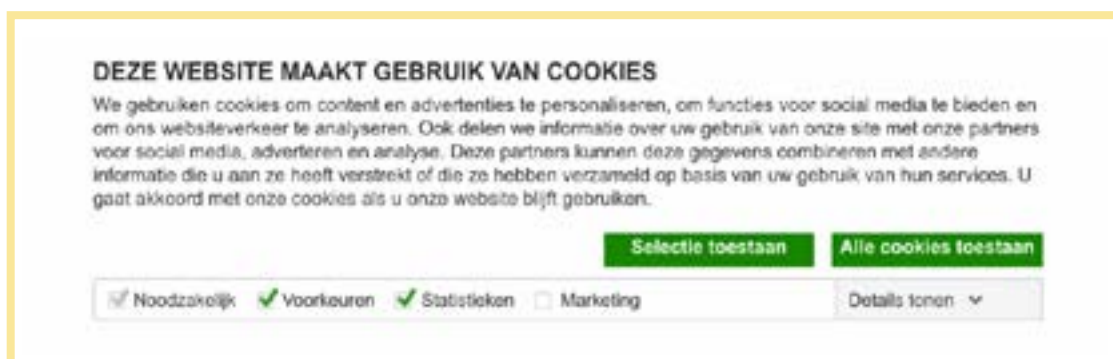 DEZE WEBSITE MAAKT GEBRUIK VAN COOKIES
We gebruiken cookies om content en advertenties te personaliseren, om functies voor social media te bieden en
om ons websiteverkeer te analyseren. Ook delen we informatie over uw gebruik van onze site met onze partners
voor social media, adverteren en analyse. Deze partners kunnen deze gegevens combineren met andere
informatie die u aan ze heeft verstrekt of die ze hebben verzameld op basis van uw gebruik van hun services. U
gaat akkoord met onze cookies als u onze website blijft gebruiken.
Selectie toestaan Alle cookies toestaan
Noodzakelijk Voorkeuren Statistieken Marketing Details tonen